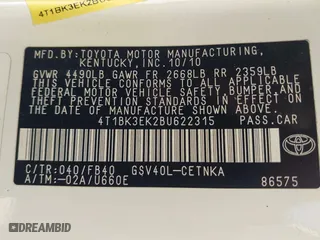 4T1BK3EK2BU
MFD. BY: TOYOTA MOTOR MANUFACTURING,
KENTUCKY, INC. 10/10
GVWR 4490LB GAWR FR 2668LB RR 2359LB
THIS VEHICLE CONFORMS TO ALL APPLICABLE
FEDERAL MOTOR VEHICLE SAFETY, BUMPER, AND
THEFT PREVENTION STANDARDS IN EFFECT ON
THE DATE OF MANUFACTURE SHOWN ABOVE.
4T1BK3EK2BU622315 PASS.CAR
C/TR:040/FB40 GSV40L-CETNKA
A/TM:-02A/U660E
TOYOTA
86575
DEALERSHIP